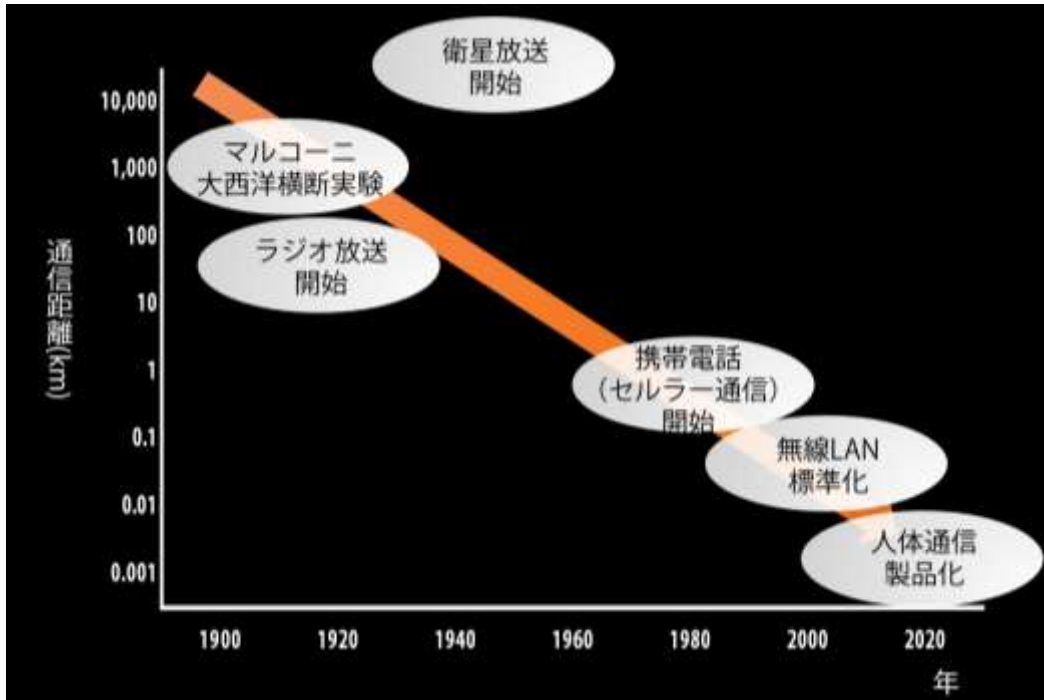 衛星放送
開始
マルコーニ
大西洋横断実験
ラジオ放送
開始
携帯電話
（セルラー通信）
開始
無線LAN
標準化
人体通信
製品化
通信距離(km)
10,000
1,000
100
10
1
0.1
0.01
0.001
1900 1920 1940 1960 1980 2000 2020
年